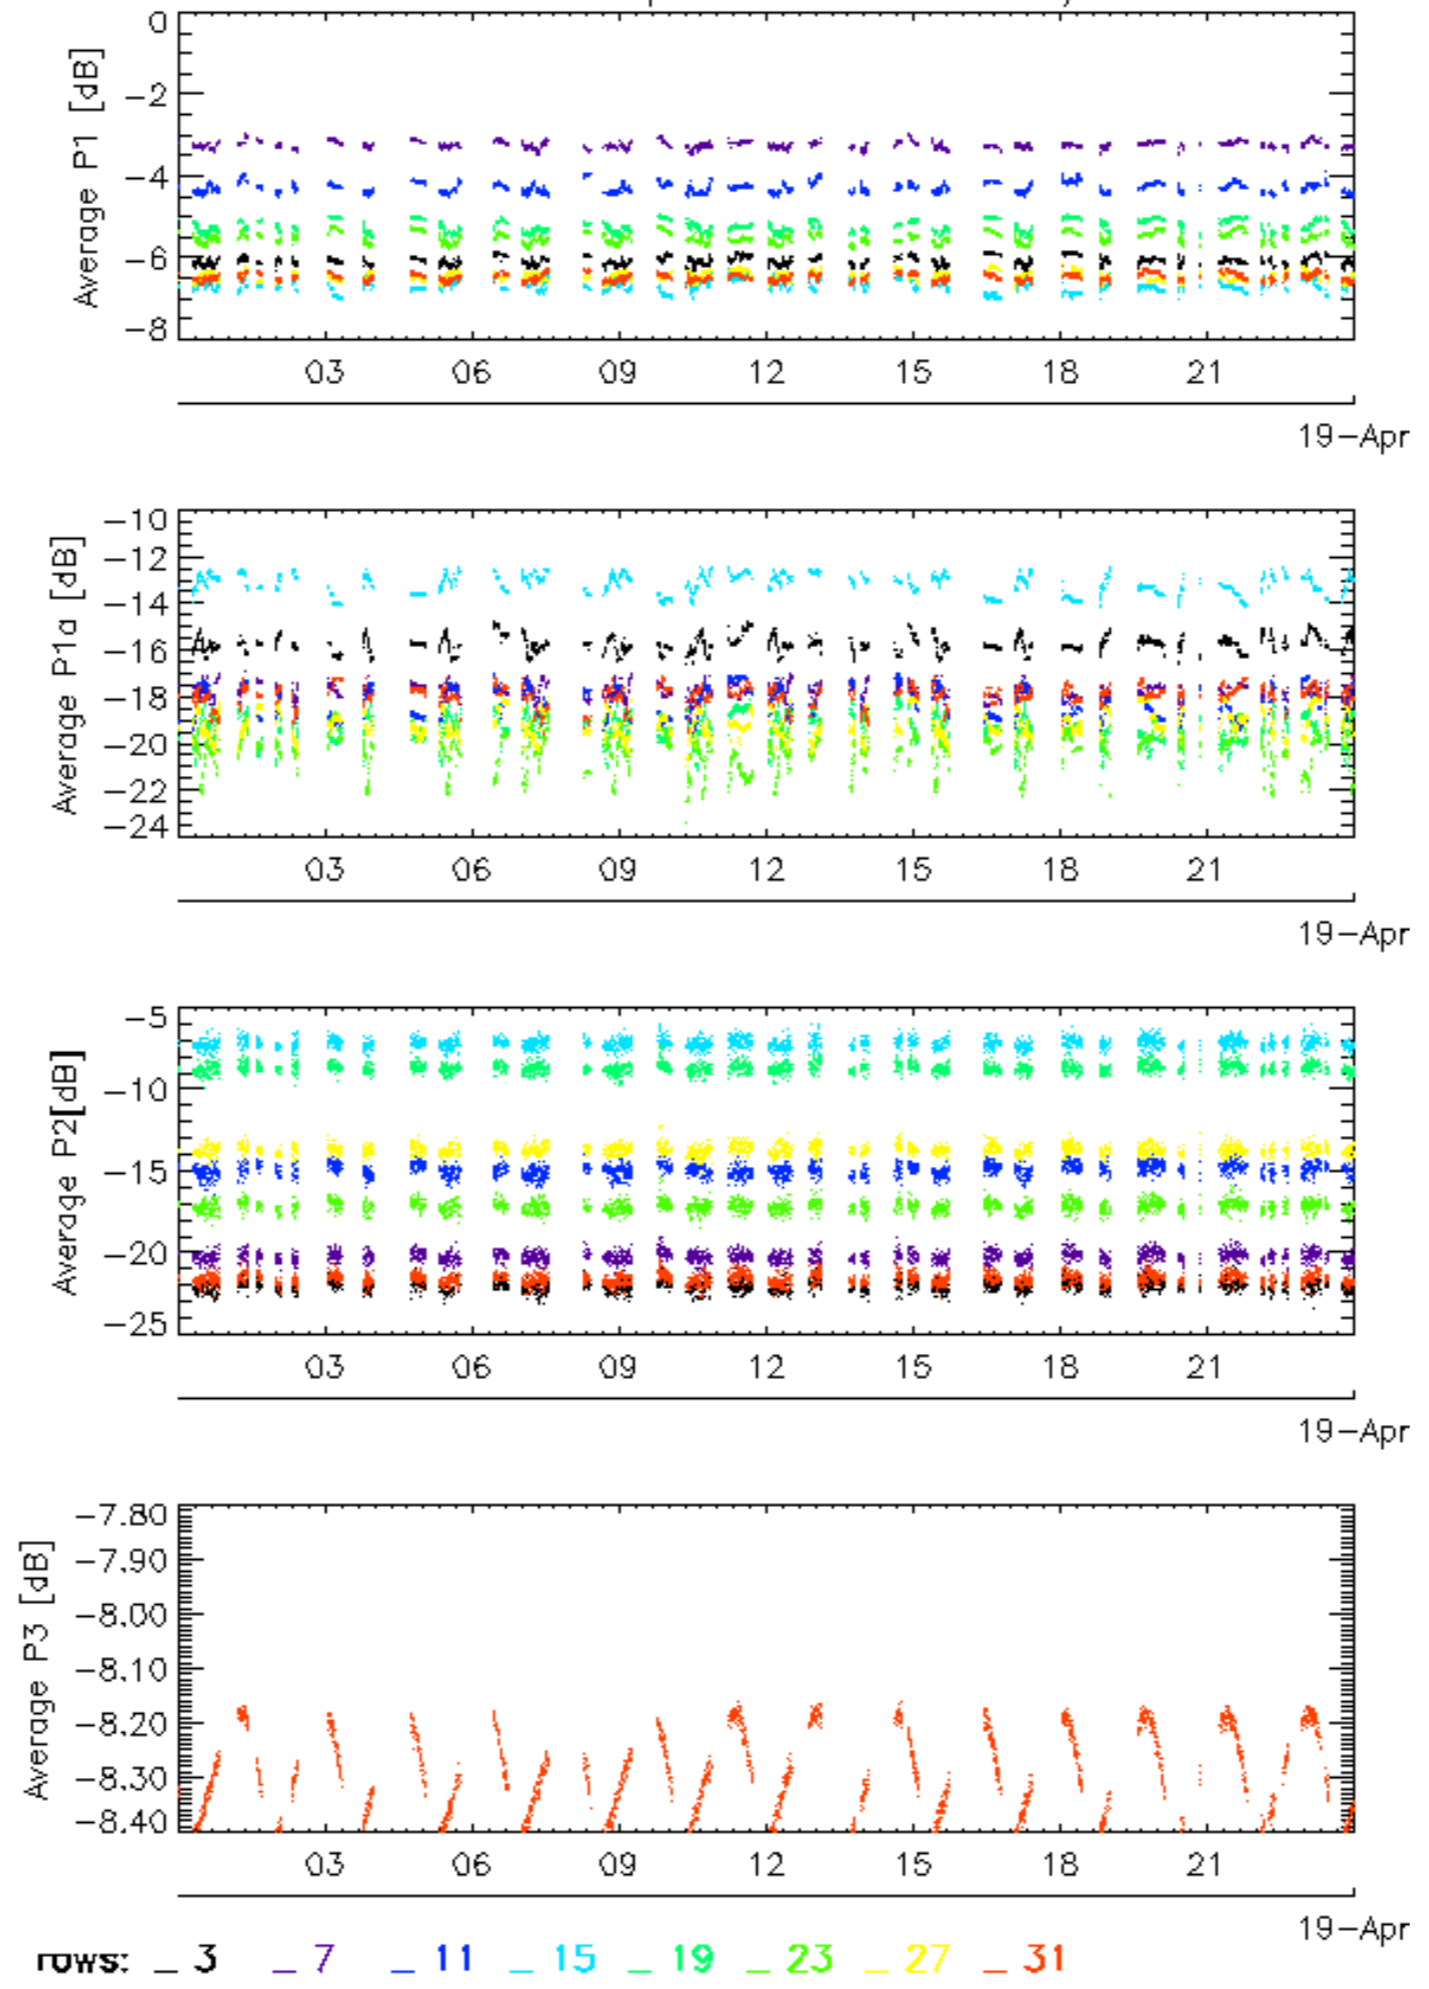 0
−2
−4
−6
−8
Average P1 [dB]
03 06 09 12 15 18 21
19−Apr
−10
−12
−14
−16
−18
−20
−22
−24
Average P1a [dB]
03 06 09 12 15 18 21
19−Apr
−5
−10
−15
−20
−25
Average P2[dB]
03 06 09 12 15 18 21
19−Apr
−7.80
−7.90
−8.00
−8.10
−8.20
−8.30
−8.40
Average P3 [dB]
03 06 09 12 15 18 21
19−Apr
rows: _ 3 _ 7 _ 11 _ 15 _ 19 _ 23 _ 27 _ 31